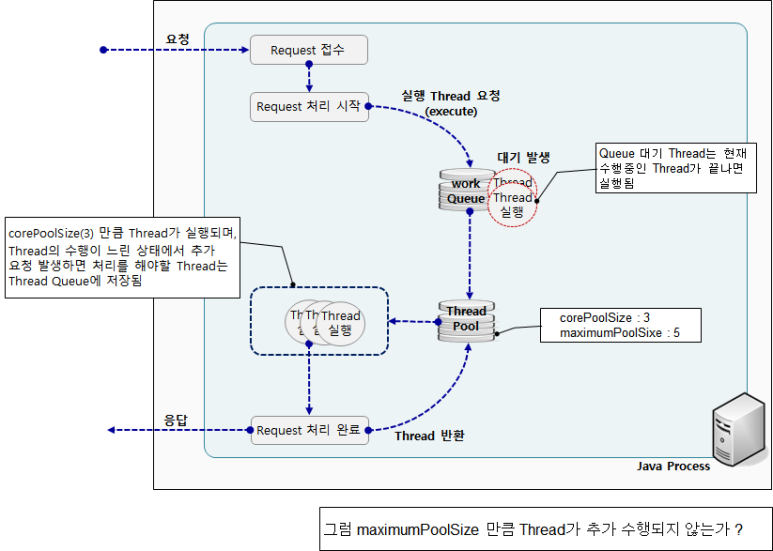 요청
Request 접수
Request 처리 시작
실행 Thread 요청
(execute)
대기 발생
Queue 대기 Thread는 현재
수행중인 Thread가 끝나면
실행됨
work
Queue
Thread
Thread
실행
corePoolSize(3) 만큼 Thread가 실행되며,
Thread의 수행이 느린 상태에서 추가
요청 발생하면 처리를 해야할 Thread는
Thread Queue에 저장됨
Thread
실행
Thread
Pool
corePoolSize : 3
maximumPoolSixe : 5
응답
Request 처리 완료
Thread 반환
Java Process
그럼 maximumPoolSize 만큼 Thread가 추가 수행되지 않는가 ?